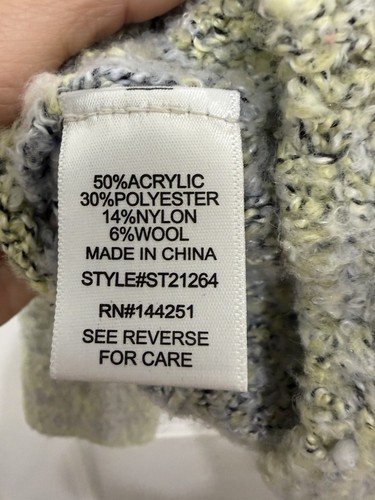 50%ACRYLIC
30%POLYESTER
14%NYLON
6%WOOL
MADE IN CHINA
STYLE#ST21264
RN#144251
SEE REVERSE
FOR CARE